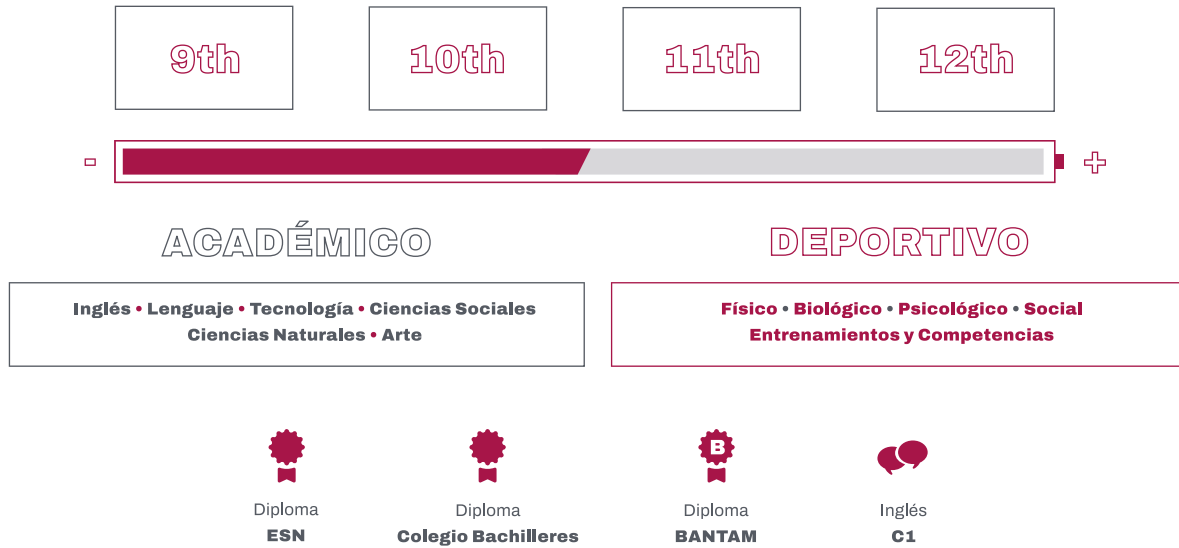 9th 10th 11th 12th
- +
ACADÉMICO
DEPORTIVO
Inglés • Lenguaje • Tecnología • Ciencias Sociales
Ciencias Naturales • Arte
Físico • Biológico • Psicológico • Social
Entrenamientos y Competencias
B
Diploma
ESN
Diploma
Colegio Bachilleres
Diploma
BANTAM
Inglés
C1